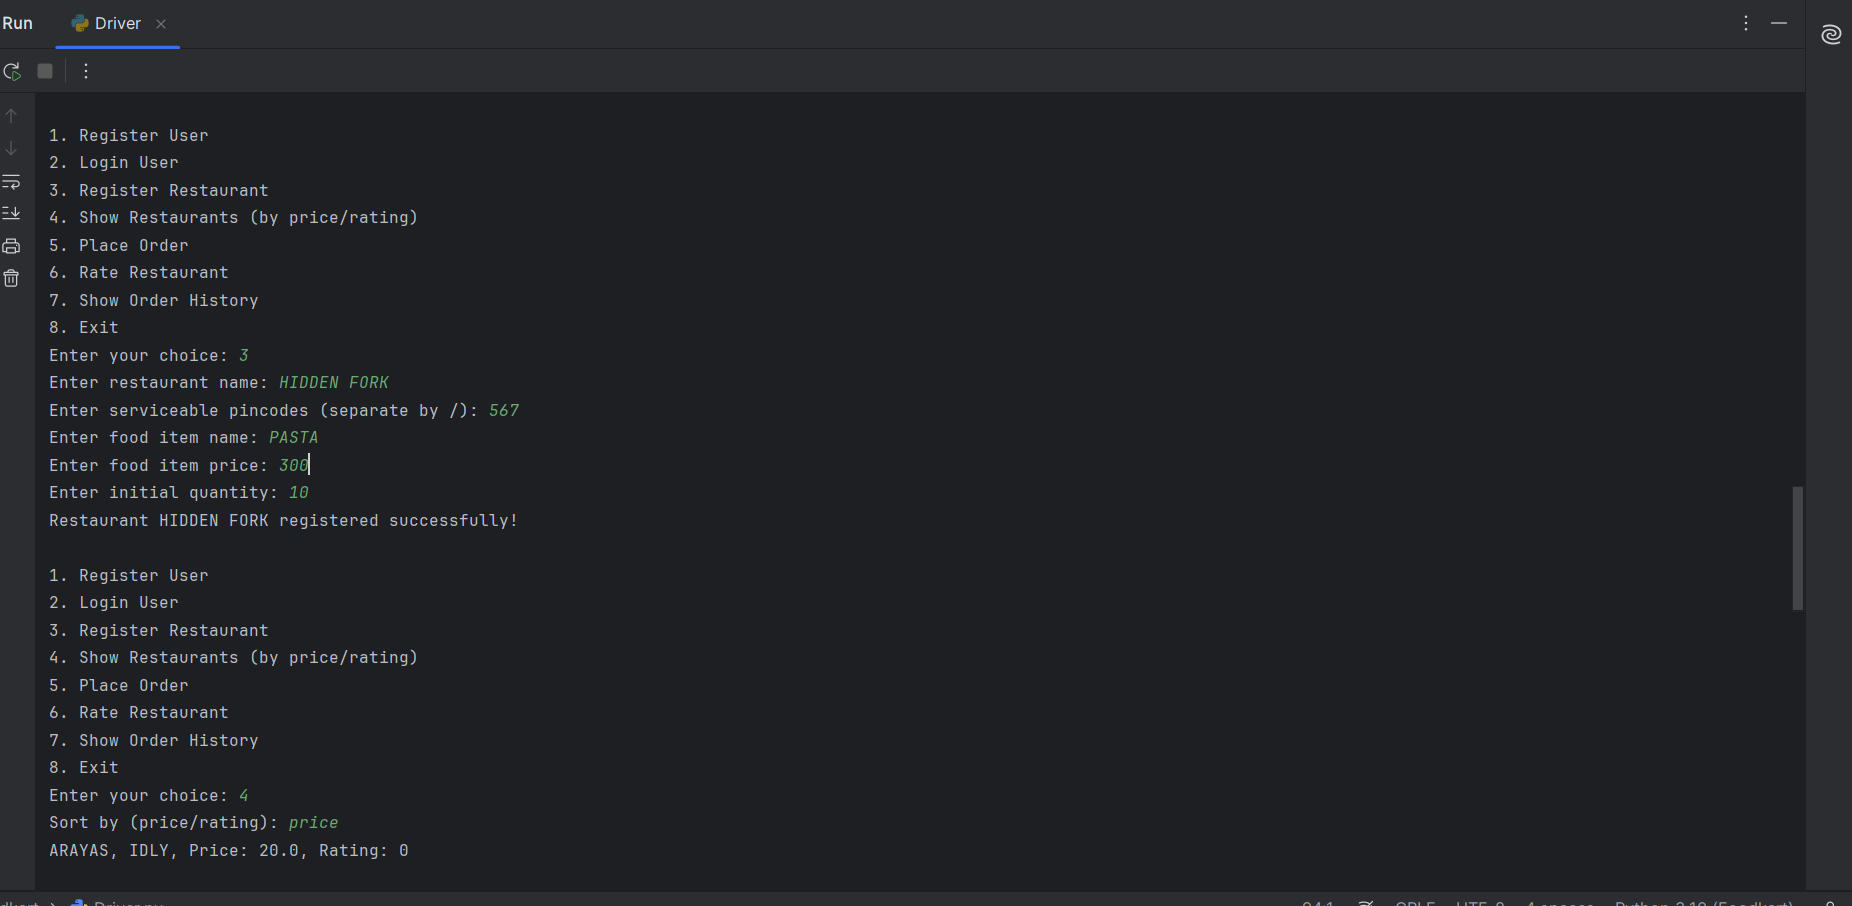 Run Driver
1. Register User
2. Login User
3. Register Restaurant
4. Show Restaurants (by price/rating)
5. Place Order
6. Rate Restaurant
7. Show Order History
8. Exit
Enter your choice: 3
Enter restaurant name: HIDDEN FORK
Enter serviceable pincodes (separate by /): 567
Enter food item name: PASTA
Enter food item price: 300
Enter initial quantity: 10
Restaurant HIDDEN FORK registered successfully!
1. Register User
2. Login User
3. Register Restaurant
4. Show Restaurants (by price/rating)
5. Place Order
6. Rate Restaurant
7. Show Order History
8. Exit
Enter your choice: 4
Sort by (price/rating): price
ARAYAS, IDLY, Price: 20.0, Rating: 0